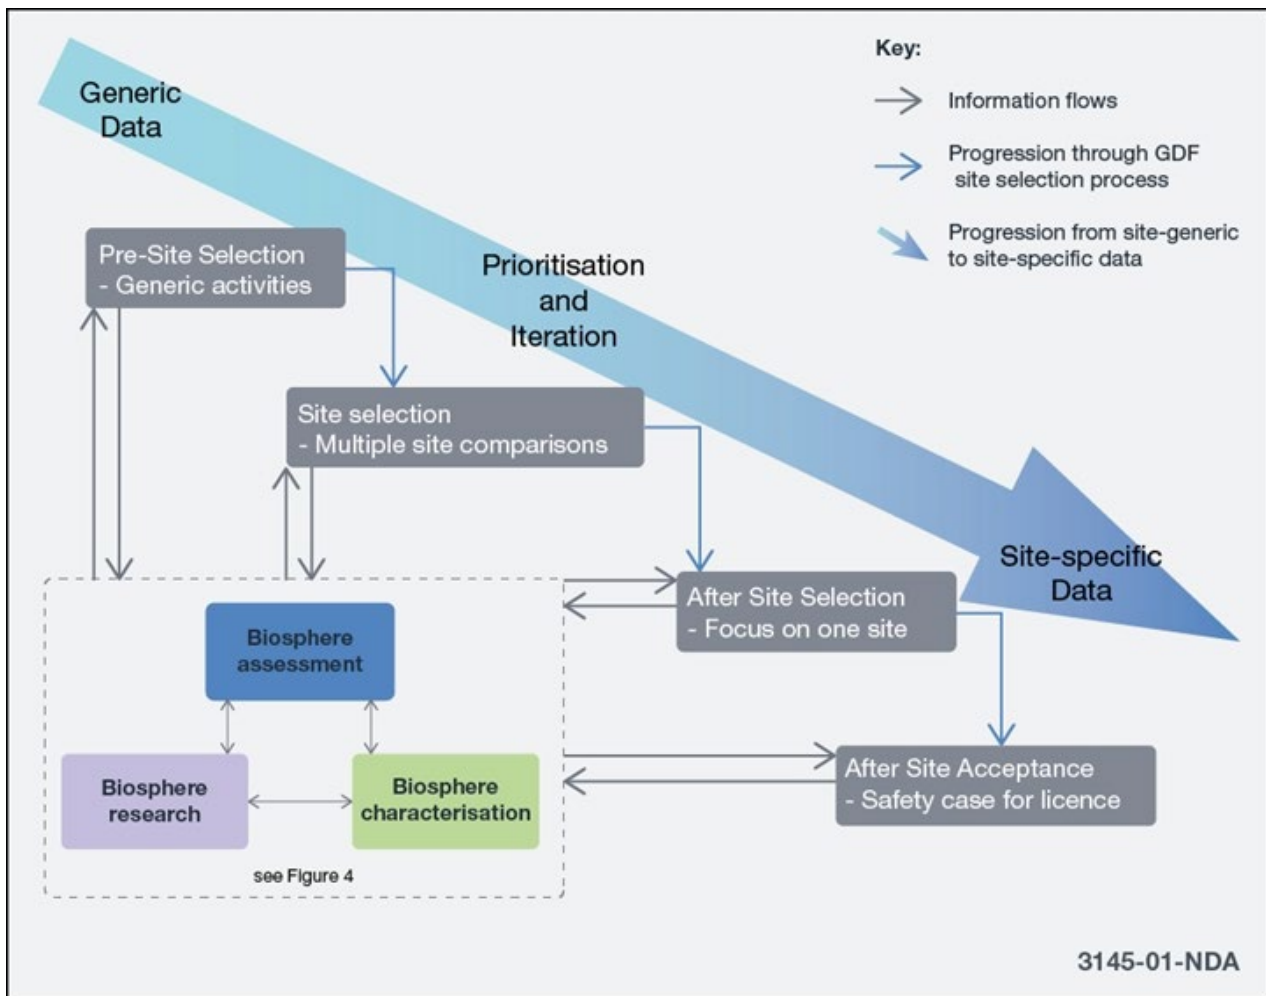 Generic
Data
Key:
Information flows
Progression through GDF
site selection process
Progression from site-generic
to site-specific data
Pre-Site Selection
- Generic activities
Prioritisation
and
Iteration
Site selection
- Multiple site comparisons
Site-specific
Data
After Site Selection
- Focus on one site
Biosphere
assessment
Biosphere
research
Biosphere
characterisation
see Figure 4
After Site Acceptance
- Safety case for licence
3145-01-NDA